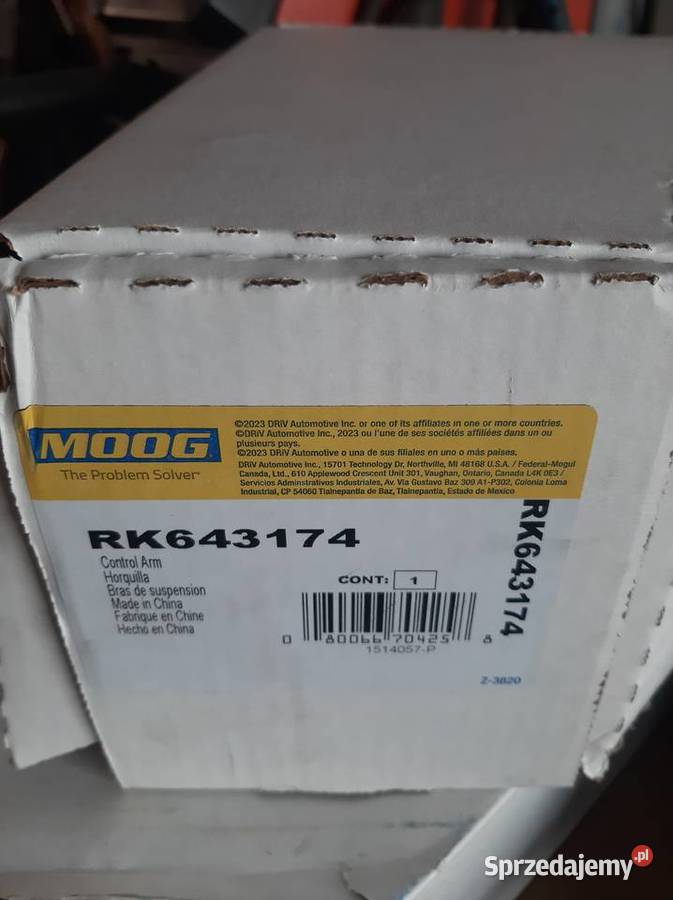 MOOG
The Problem Solver
©2023 DRiV Automotive Inc. or one of its affiliates in one or more countries.
©DRiV Automotive Inc., 2023 ou l'une de ses sociétés affiliées dans un ou
plusieurs pays.
©2023 DRiV Automotive o una de sus filiales en uno o más países.
DRiV Automotive Inc., 15701 Technology Dr, Northville, MI 48168 U.S.A. / Federal-Mogul
Canada, Ltd., 610 Applewood Crescent Unit 301, Vaughan, Ontario, Canada L4K 0E3 /
Servicios Adminstrativos Industriales, Av. Via Gustavo Baz 309 A1-P302, Colonia Loma
Industrial, CP 54060 Tlalnepantla de Baz, Tlalnepantla, Estado de Mexico
RK643174
RK643174
Control Arm
Horquilla
Bras de suspension
Made in China
Fabrique en Chine
Hecho en China
CONT: 1
0 80066 70425 8
1514057-P
Z-3820
Sprzedajemy.pl